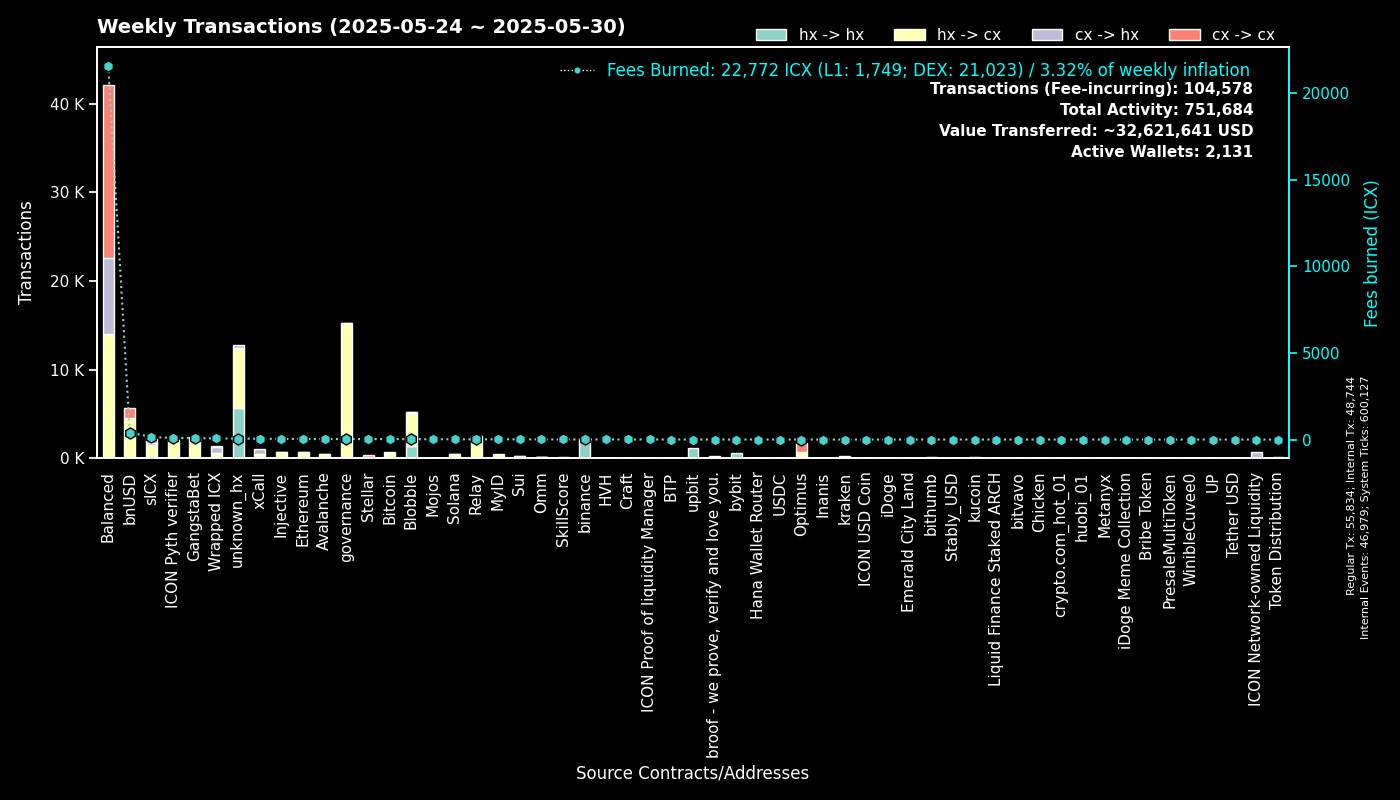 Weekly Transactions (2025-05-24 ~ 2025-05-30)
hx -> hx
hx -> cx
cx -> hx
cx -> cx
Fees Burned: 22,772 ICX (L1: 1,749; DEX: 21,023) / 3.32% of weekly inflation
Transactions (Fee-incurring): 104,578
Total Activity: 751,684
Value Transferred: ~32,621,641 USD
Active Wallets: 2,131
Transactions
40 K
30 K
20 K
10 K
0 K
20000
15000
10000
5000
0
Fees burned (ICX)
Regular Tx: 55,834; Internal Tx: 48,744
Internal Events: 46,979; System Ticks: 600,127
Balanced
bnUSD
sICX
ICON Pyth verifier
GangstaBet
Wrapped ICX
unknown_hx
xCall
Injective
Ethereum
Avalanche
governance
Stellar
Bitcoin
Blobble
Mojos
Solana
Relay
MyID
Sui
Omm
SkillScore
binance
HVH
Craft
ICON Proof of liquidity Manager
BTP
upbit
broof - we prove, verify and love you.
bybit
Hana Wallet Router
USDC
Optimus
Inanis
kraken
ICON USD Coin
iDoge
Emerald City Land
bithumb
Stably_USD
kucoin
Liquid Finance Staked ARCH
bitvavo
Chicken
crypto.com_hot_01
huobi_01
Metanyx
iDoge Meme Collection
Bribe Token
PresaleMultiToken
WinibleCuvee0
UP
Tether USD
ICON Network-owned Liquidity
Token Distribution
Source Contracts/Addresses